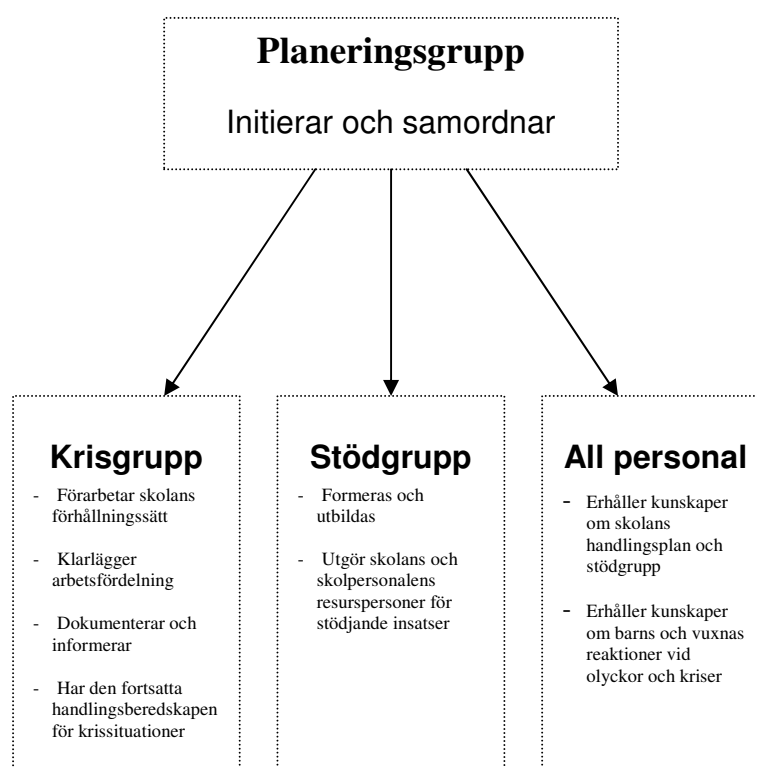 Planeringsgrupp
Initierar och samordnar
Krisgrupp
- Förarbetar skolans
förhållningssätt
- Klarlägger
arbetsfördelning
- Dokumenterar och
informerar
- Har den fortsatta
handlingsberedskapen
för krissituationer
Stödgrupp
- Formeras och
utbildas
- Utgör skolans och
skolpersonalens
resurspersoner för
stödjande insatser
All personal
- Erhåller kunskaper
om skolans
handlingsplan och
stödgrupp
- Erhåller kunskaper
om barns och vuxnas
reaktioner vid
olyckor och kriser